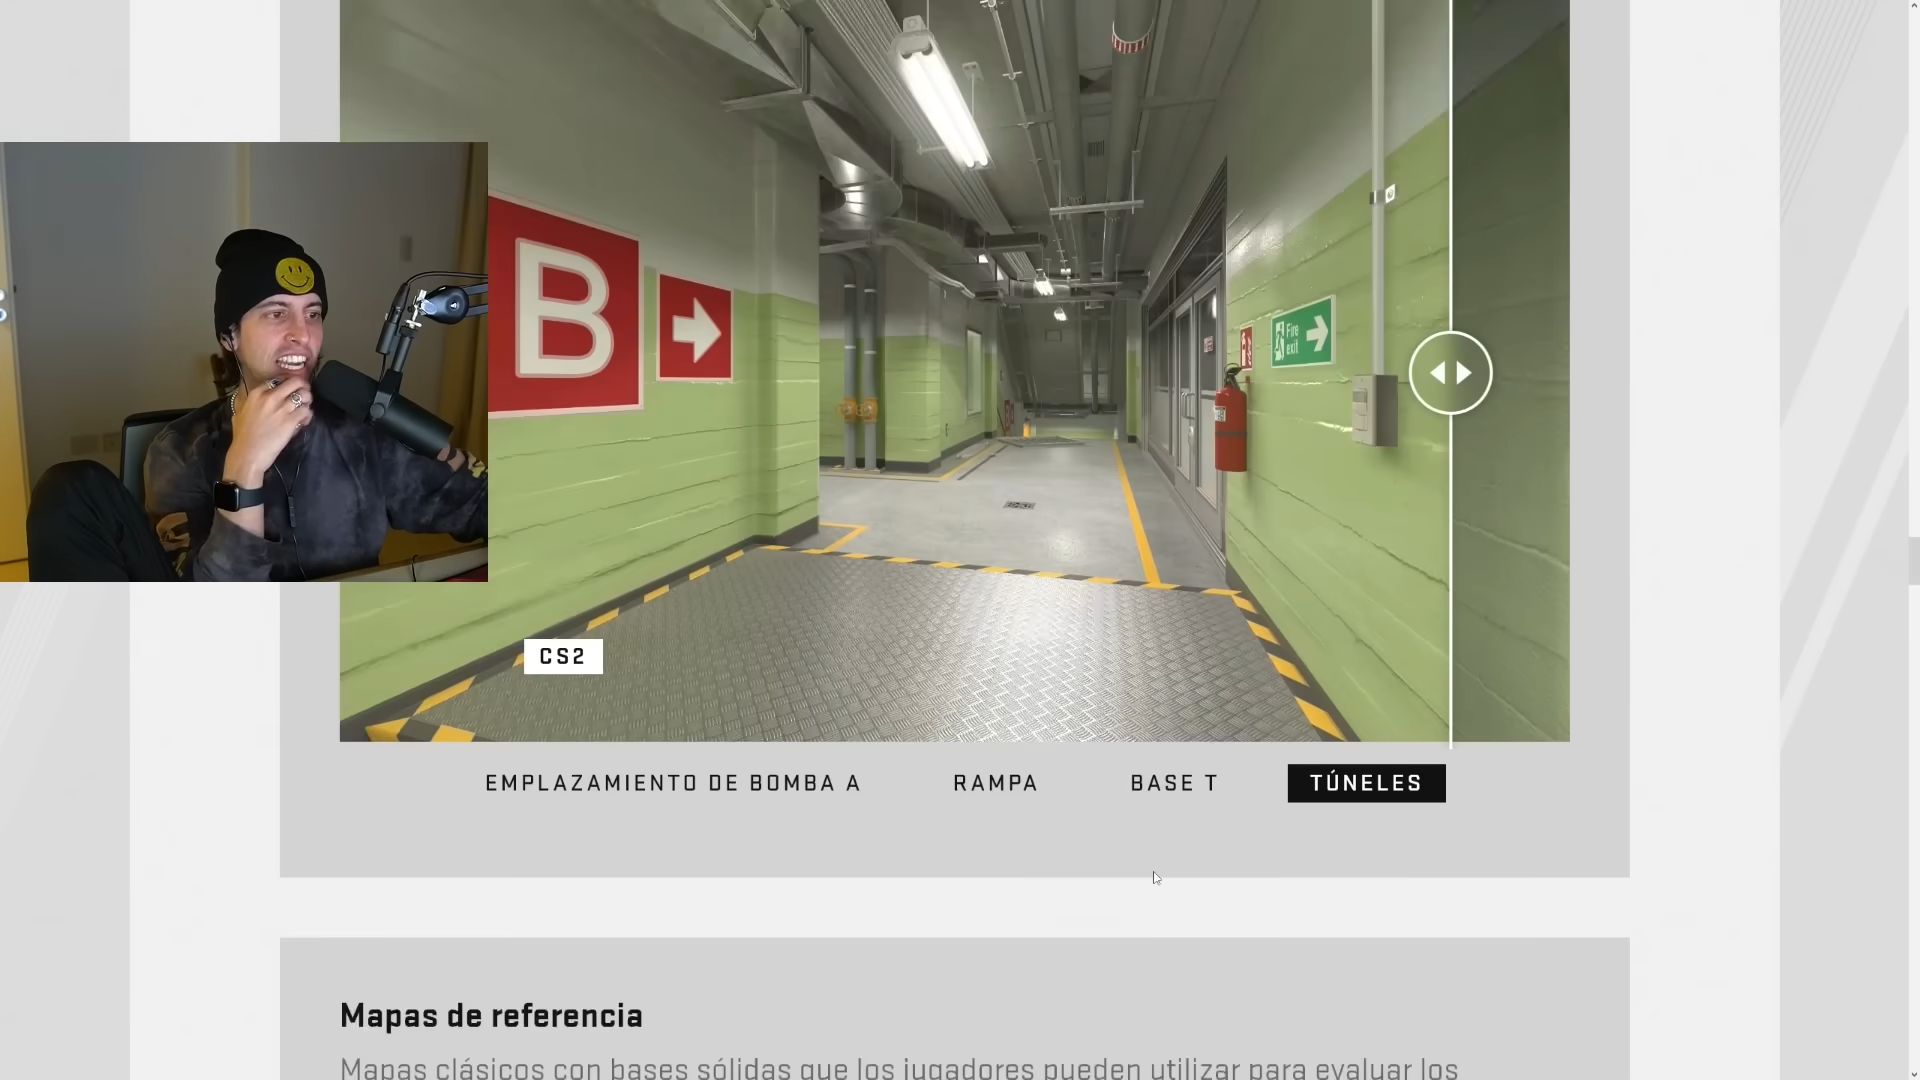 B
Fire
exit
CS2
EMPLAZAMIENTO DE BOMBA A
RAMPA
BASE T
TÚNELES
Mapas de referencia
Mapas clásicos con bases sólidas que los jugadores pueden utilizar para evaluar los